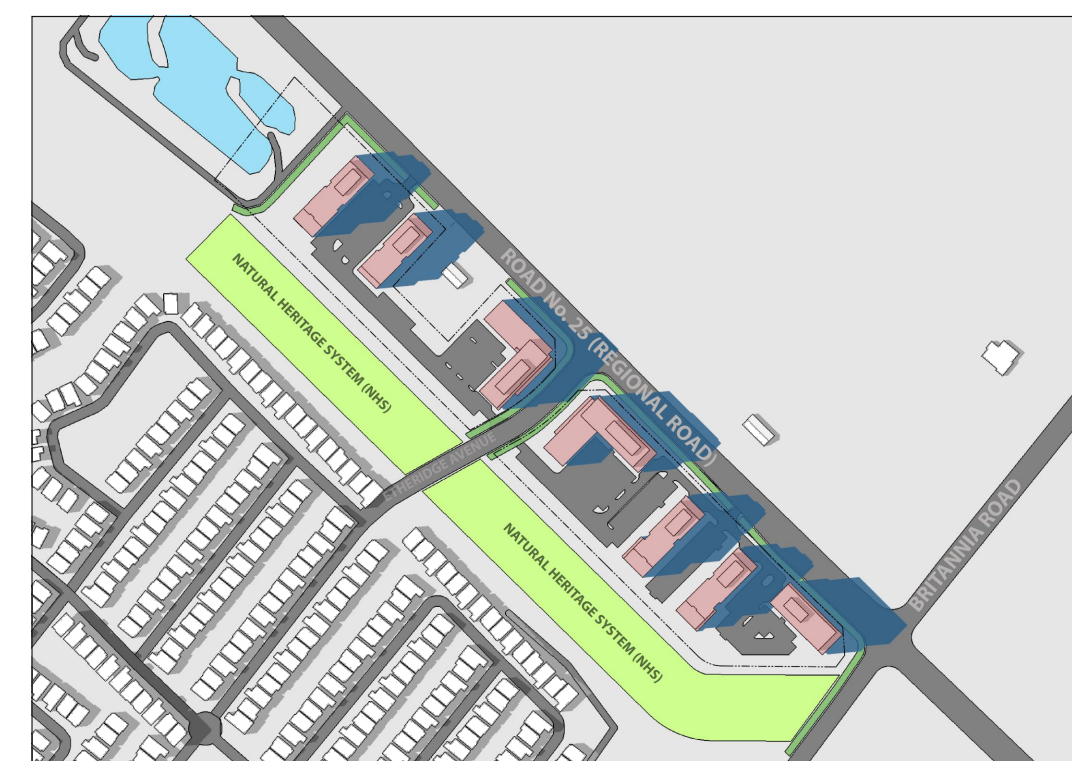 ROAD No. 25 (REGIONAL ROAD)
NATURAL HERITAGE SYSTEM (NHS)
ETHERIDGE AVENUE
BRITANNIA ROAD
NATURAL HERITAGE SYSTEM (NHS)